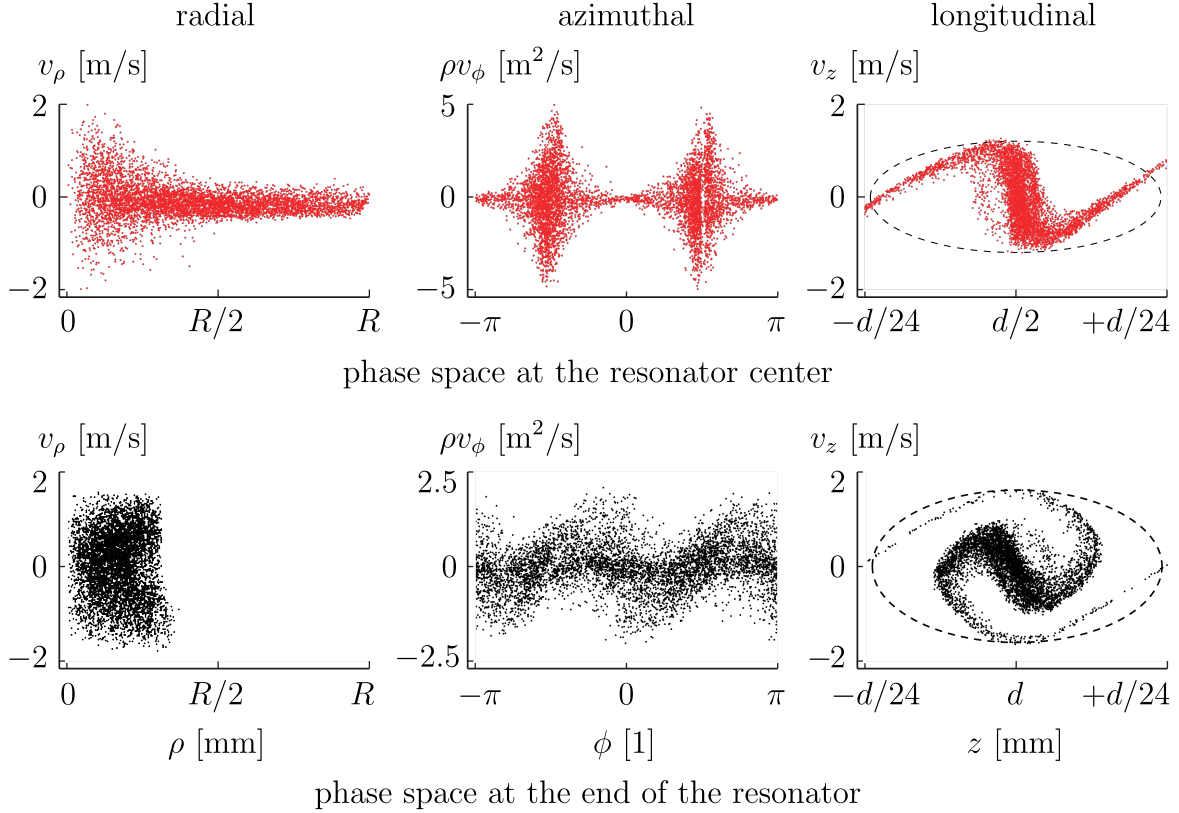 radial azimuthal longitudinal
v_ρ [m/s] ρv_ϕ [m²/s] v_z [m/s]
2 5 2
0 0 0
−2 −5 −2
0 R/2 R −π 0 π −d/24 d/2 +d/24
phase space at the resonator center
v_ρ [m/s] ρv_ϕ [m²/s] v_z [m/s]
2 2.5 2
0 0 0
−2 −2.5 −2
0 R/2 R −π 0 π −d/24 d +d/24
ρ [mm] ϕ [1] z [mm]
phase space at the end of the resonator